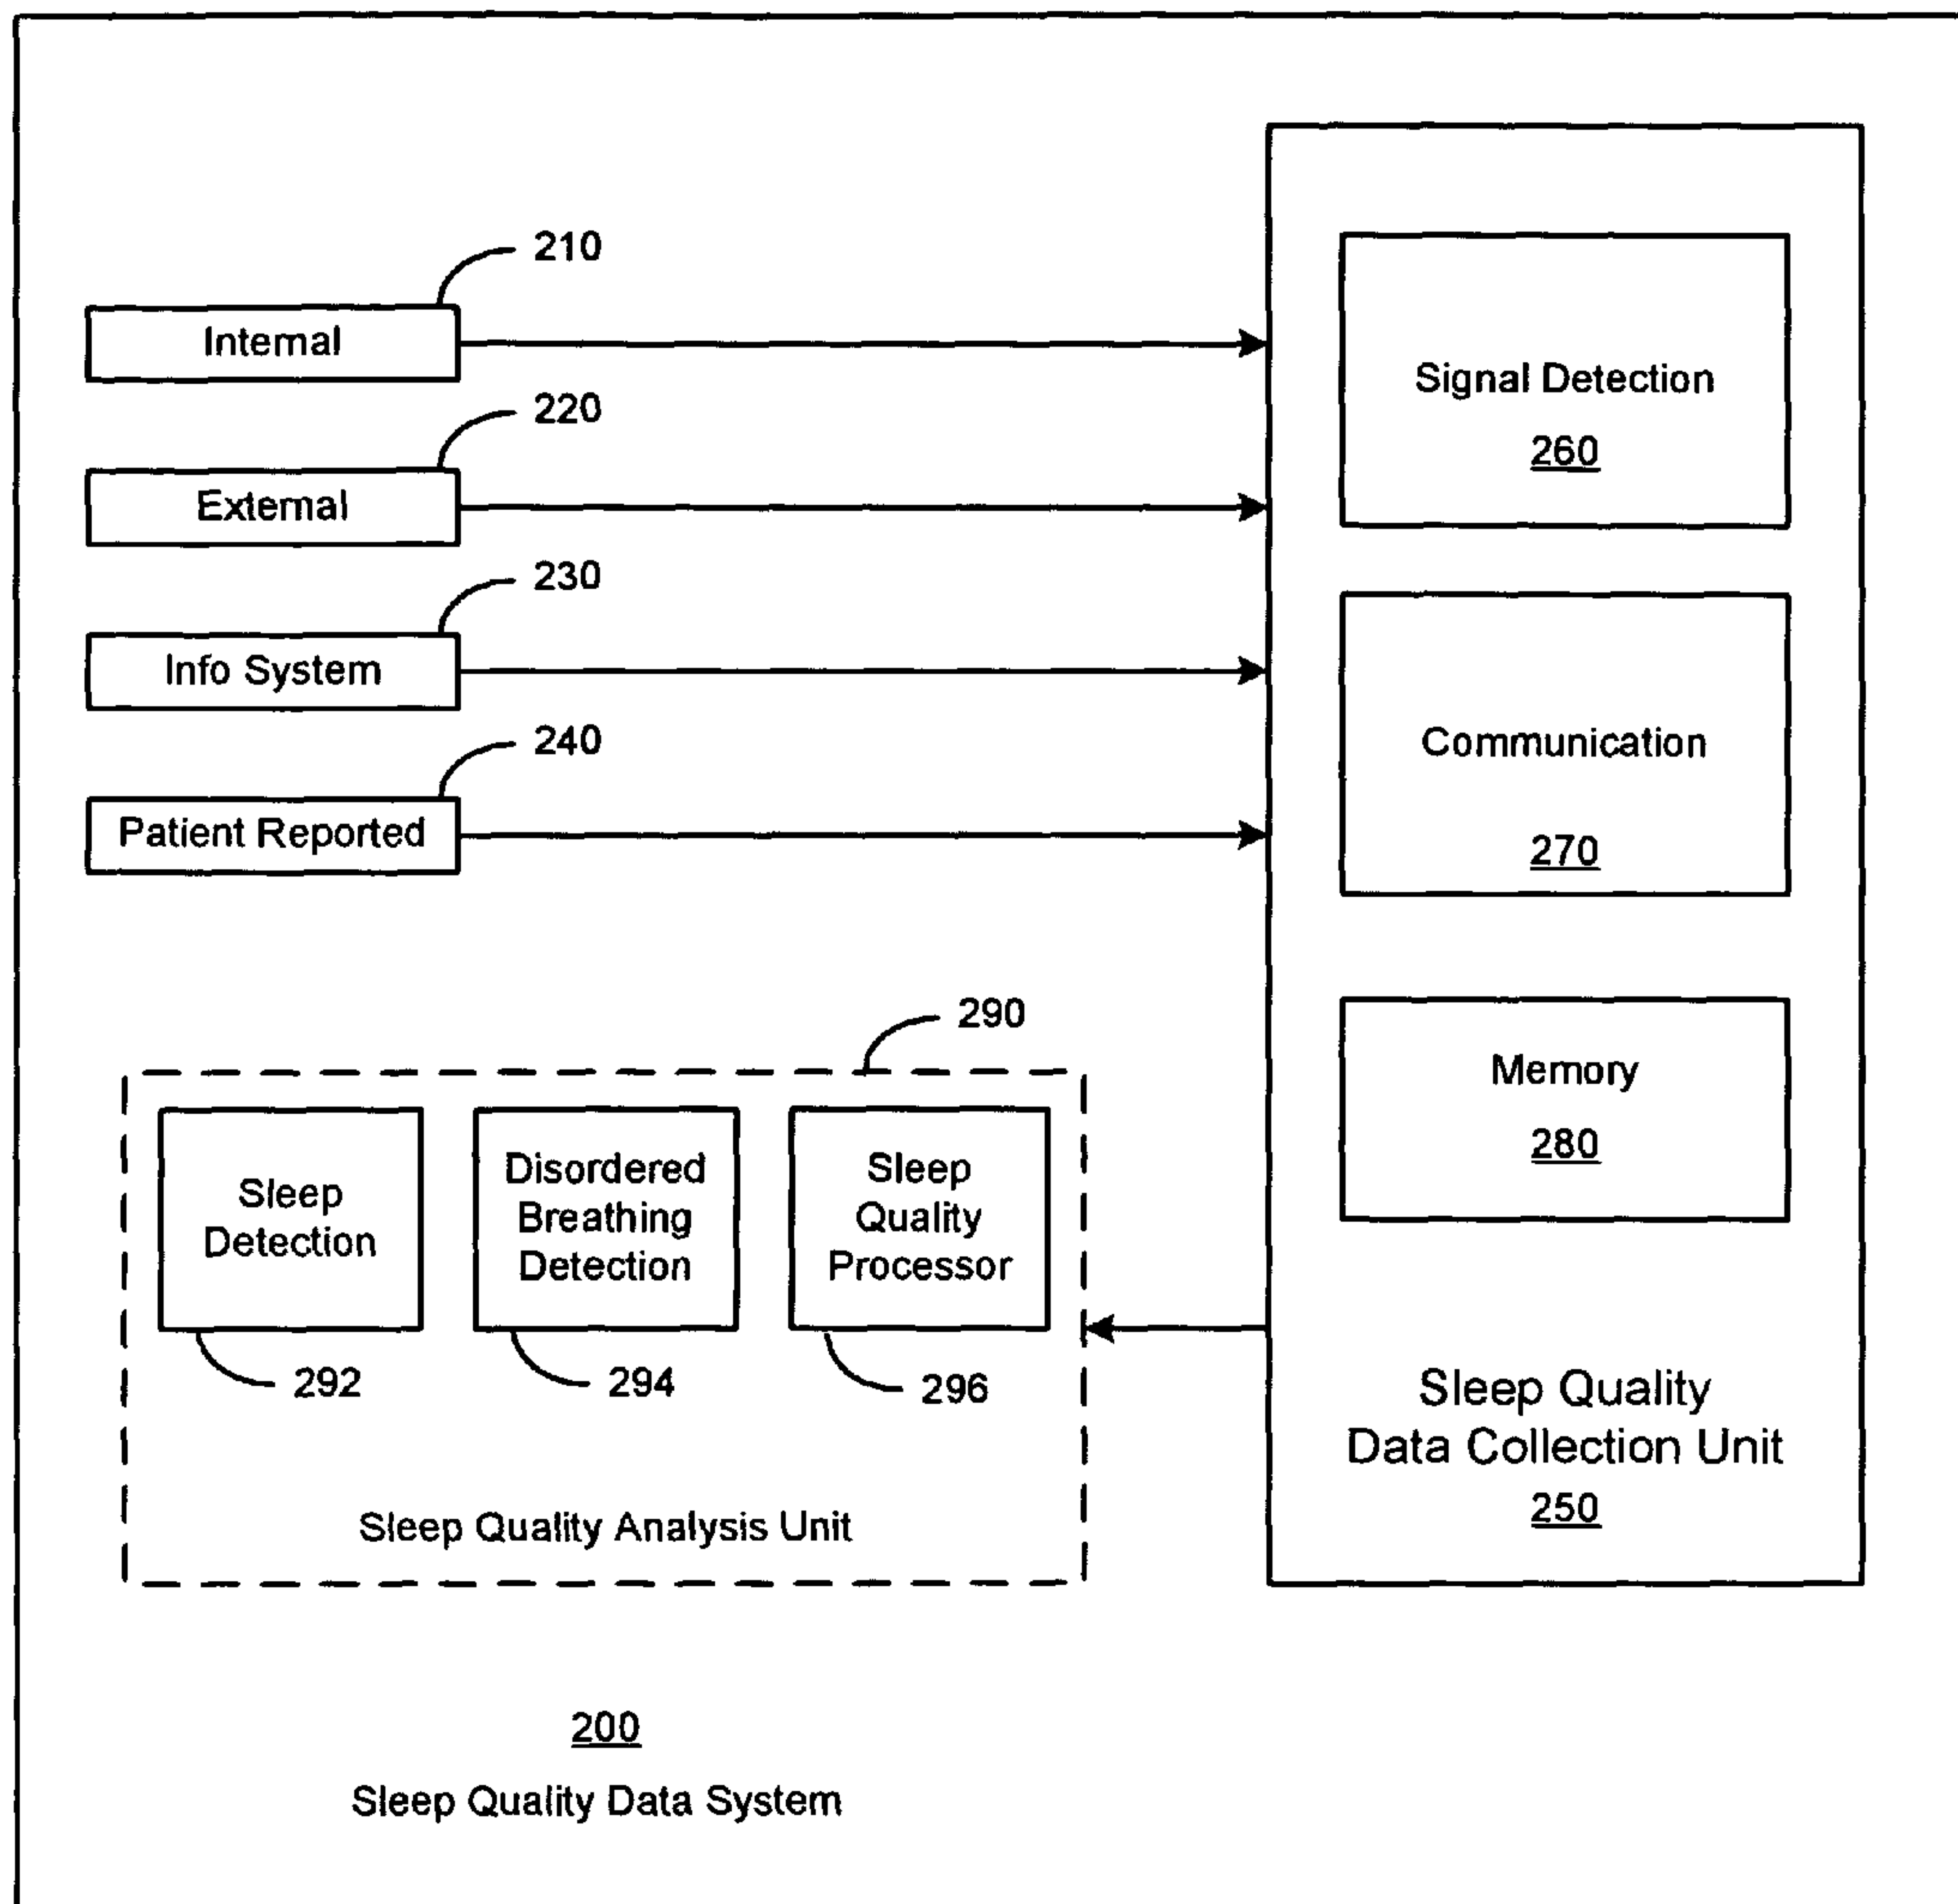 210
Internal
220
External
230
Info System
240
Patient Reported
Signal Detection
260
Communication
270
Memory
280
Sleep Quality
Data Collection Unit
250
290
Sleep
Detection
292
Disordered
Breathing
Detection
294
Sleep
Quality
Processor
296
Sleep Quality Analysis Unit
200
Sleep Quality Data System